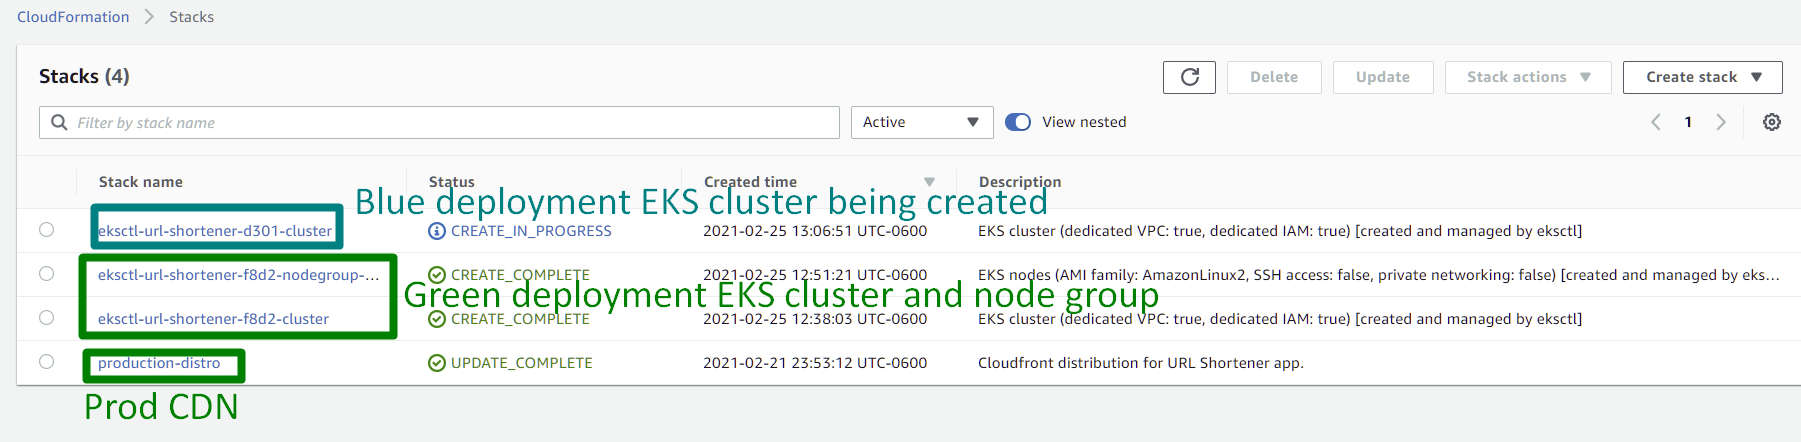 CloudFormation > Stacks
Stacks (4)
Delete
Update
Stack actions
Create stack
Filter by stack name
Active
View nested
1
Stack name Status Created time Description
Blue deployment EKS cluster being created
eksctl-url-shortener-d301-cluster CREATE_IN_PROGRESS 2021-02-25 13:06:51 UTC-0600 EKS cluster (dedicated VPC: true, dedicated IAM: true) [created and managed by eksctl]
eksctl-url-shortener-f8d2-nodegroup-... CREATE_COMPLETE 2021-02-25 12:51:21 UTC-0600 EKS nodes (AMI family: AmazonLinux2, SSH access: false, private networking: false) [created and managed by eks...
Green deployment EKS cluster and node group
eksctl-url-shortener-f8d2-cluster CREATE_COMPLETE 2021-02-25 12:38:03 UTC-0600 EKS cluster (dedicated VPC: true, dedicated IAM: true) [created and managed by eksctl]
production-distro UPDATE_COMPLETE 2021-02-21 23:53:12 UTC-0600 Cloudfront distribution for URL Shortener app.
Prod CDN